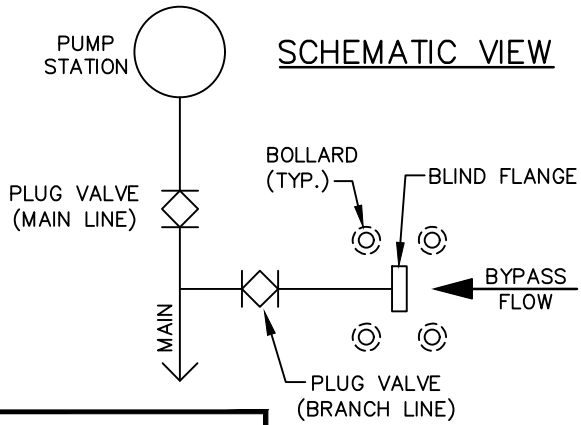 PUMP
STATION
SCHEMATIC VIEW
BOLLARD
(TYP.)
BLIND FLANGE
PLUG VALVE
(MAIN LINE)
BYPASS
FLOW
MAIN
PLUG VALVE
(BRANCH LINE)